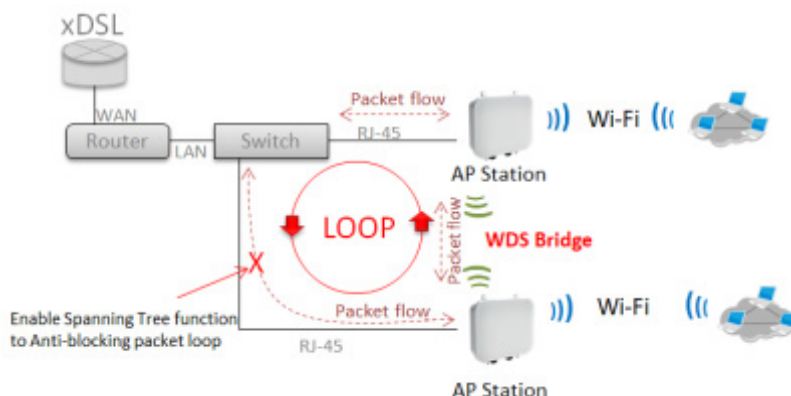 xDSL
WAN
Router
LAN
Switch
RJ-45
Packet flow
AP Station
Wi-Fi
LOOP
Packet flow
WDS Bridge
X
Enable Spanning Tree function
to Anti-blocking packet loop
Packet flow
RJ-45
Wi-Fi
AP Station